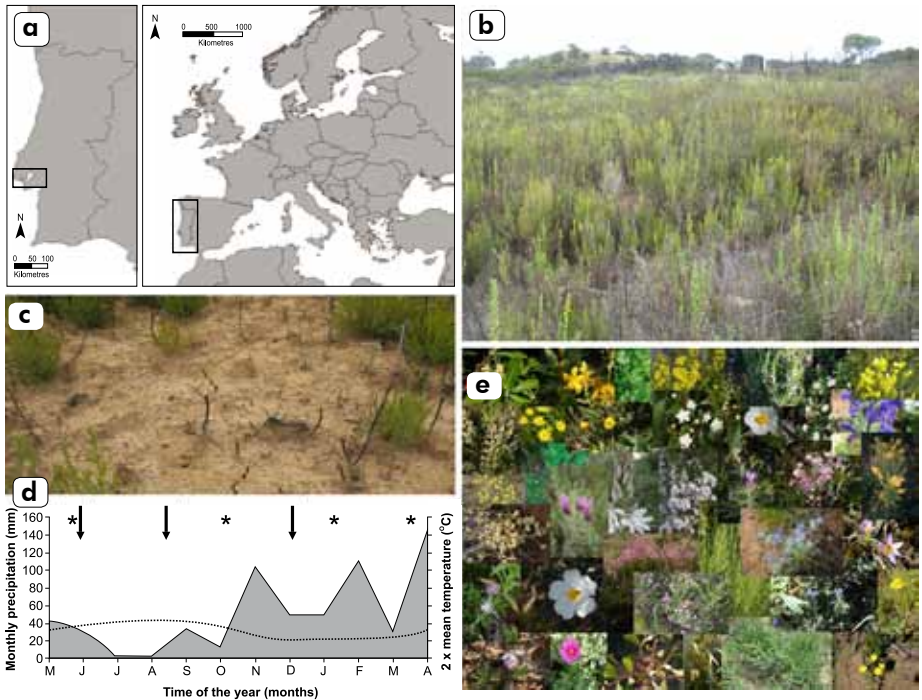 a
N
0 500 1000
Kilometres
N
0 50 100
Kilometres
b
c
d
Monthly precipitation (mm)
160
140
120
100
80
60
40
20
0
* * * *
M J J A S O N D J F M A
Time of the year (months)
2 x mean temperature (°C)
e